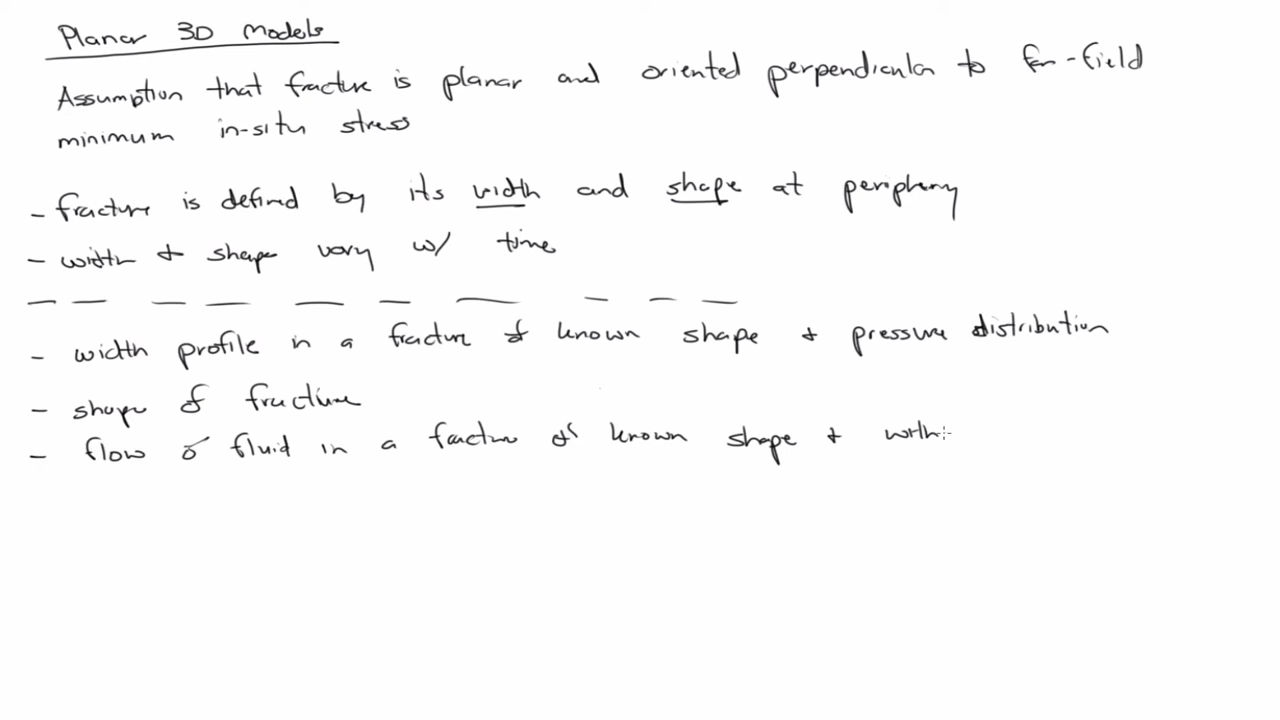 Planar 3D Models
Assumption that fracture is planar and oriented perpendicular to far-field
minimum in-situ stress
- fracture is defined by its width and shape at periphery
- width + shape vary w/ time
- width profile in a fracture of known shape + pressure distribution
- shape of fracture
- flow of fluid in a fracture of known shape +